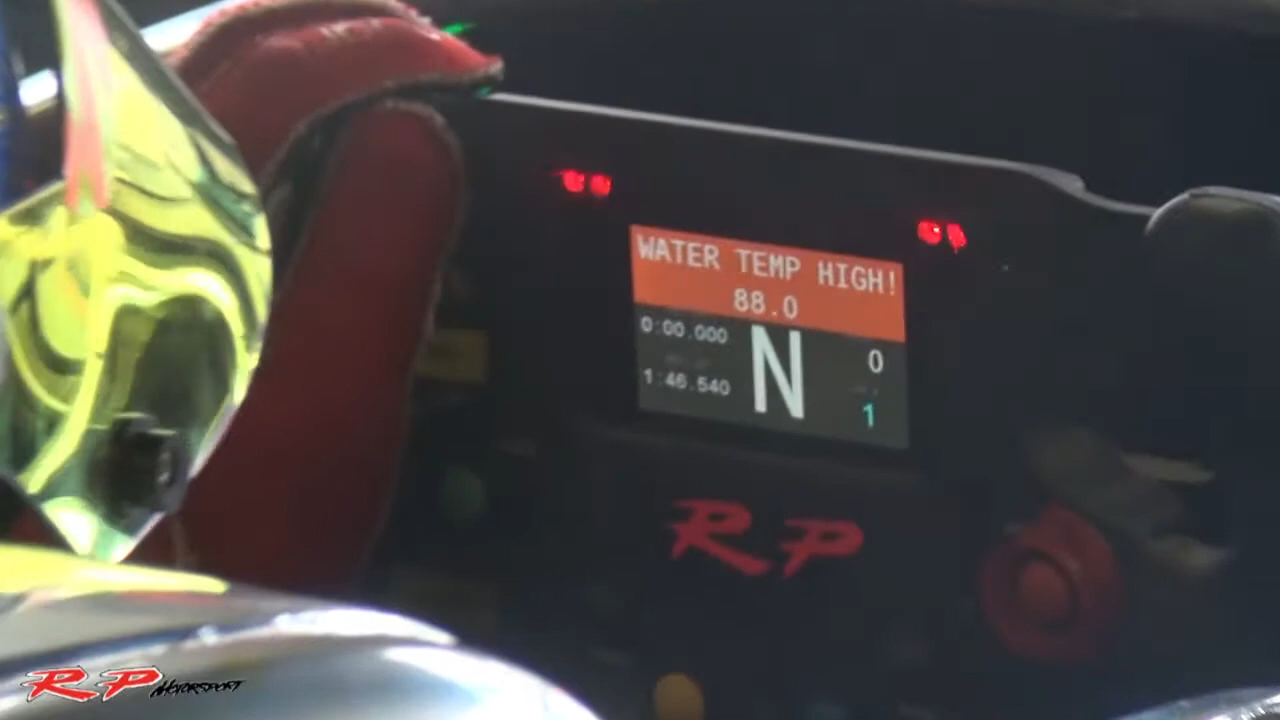 WATER TEMP HIGH!
88.0
0:00.000
N
0
1:46.540
1
RP
RP MOTORSPORT